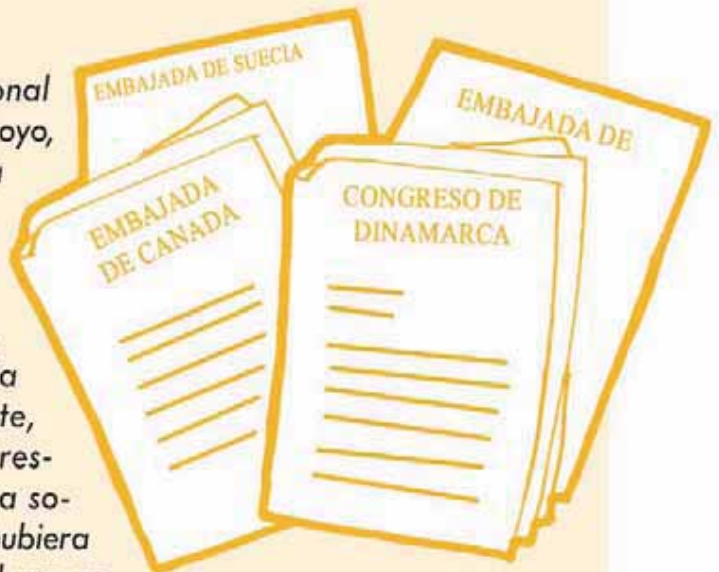 onal
oyo,
a
te,
res-
a so-
ubiera
EMBAJADA DE SUECIA
EMBAJADA DE
EMBAJADA
DE CANADA
CONGRESO DE
DINAMARCA